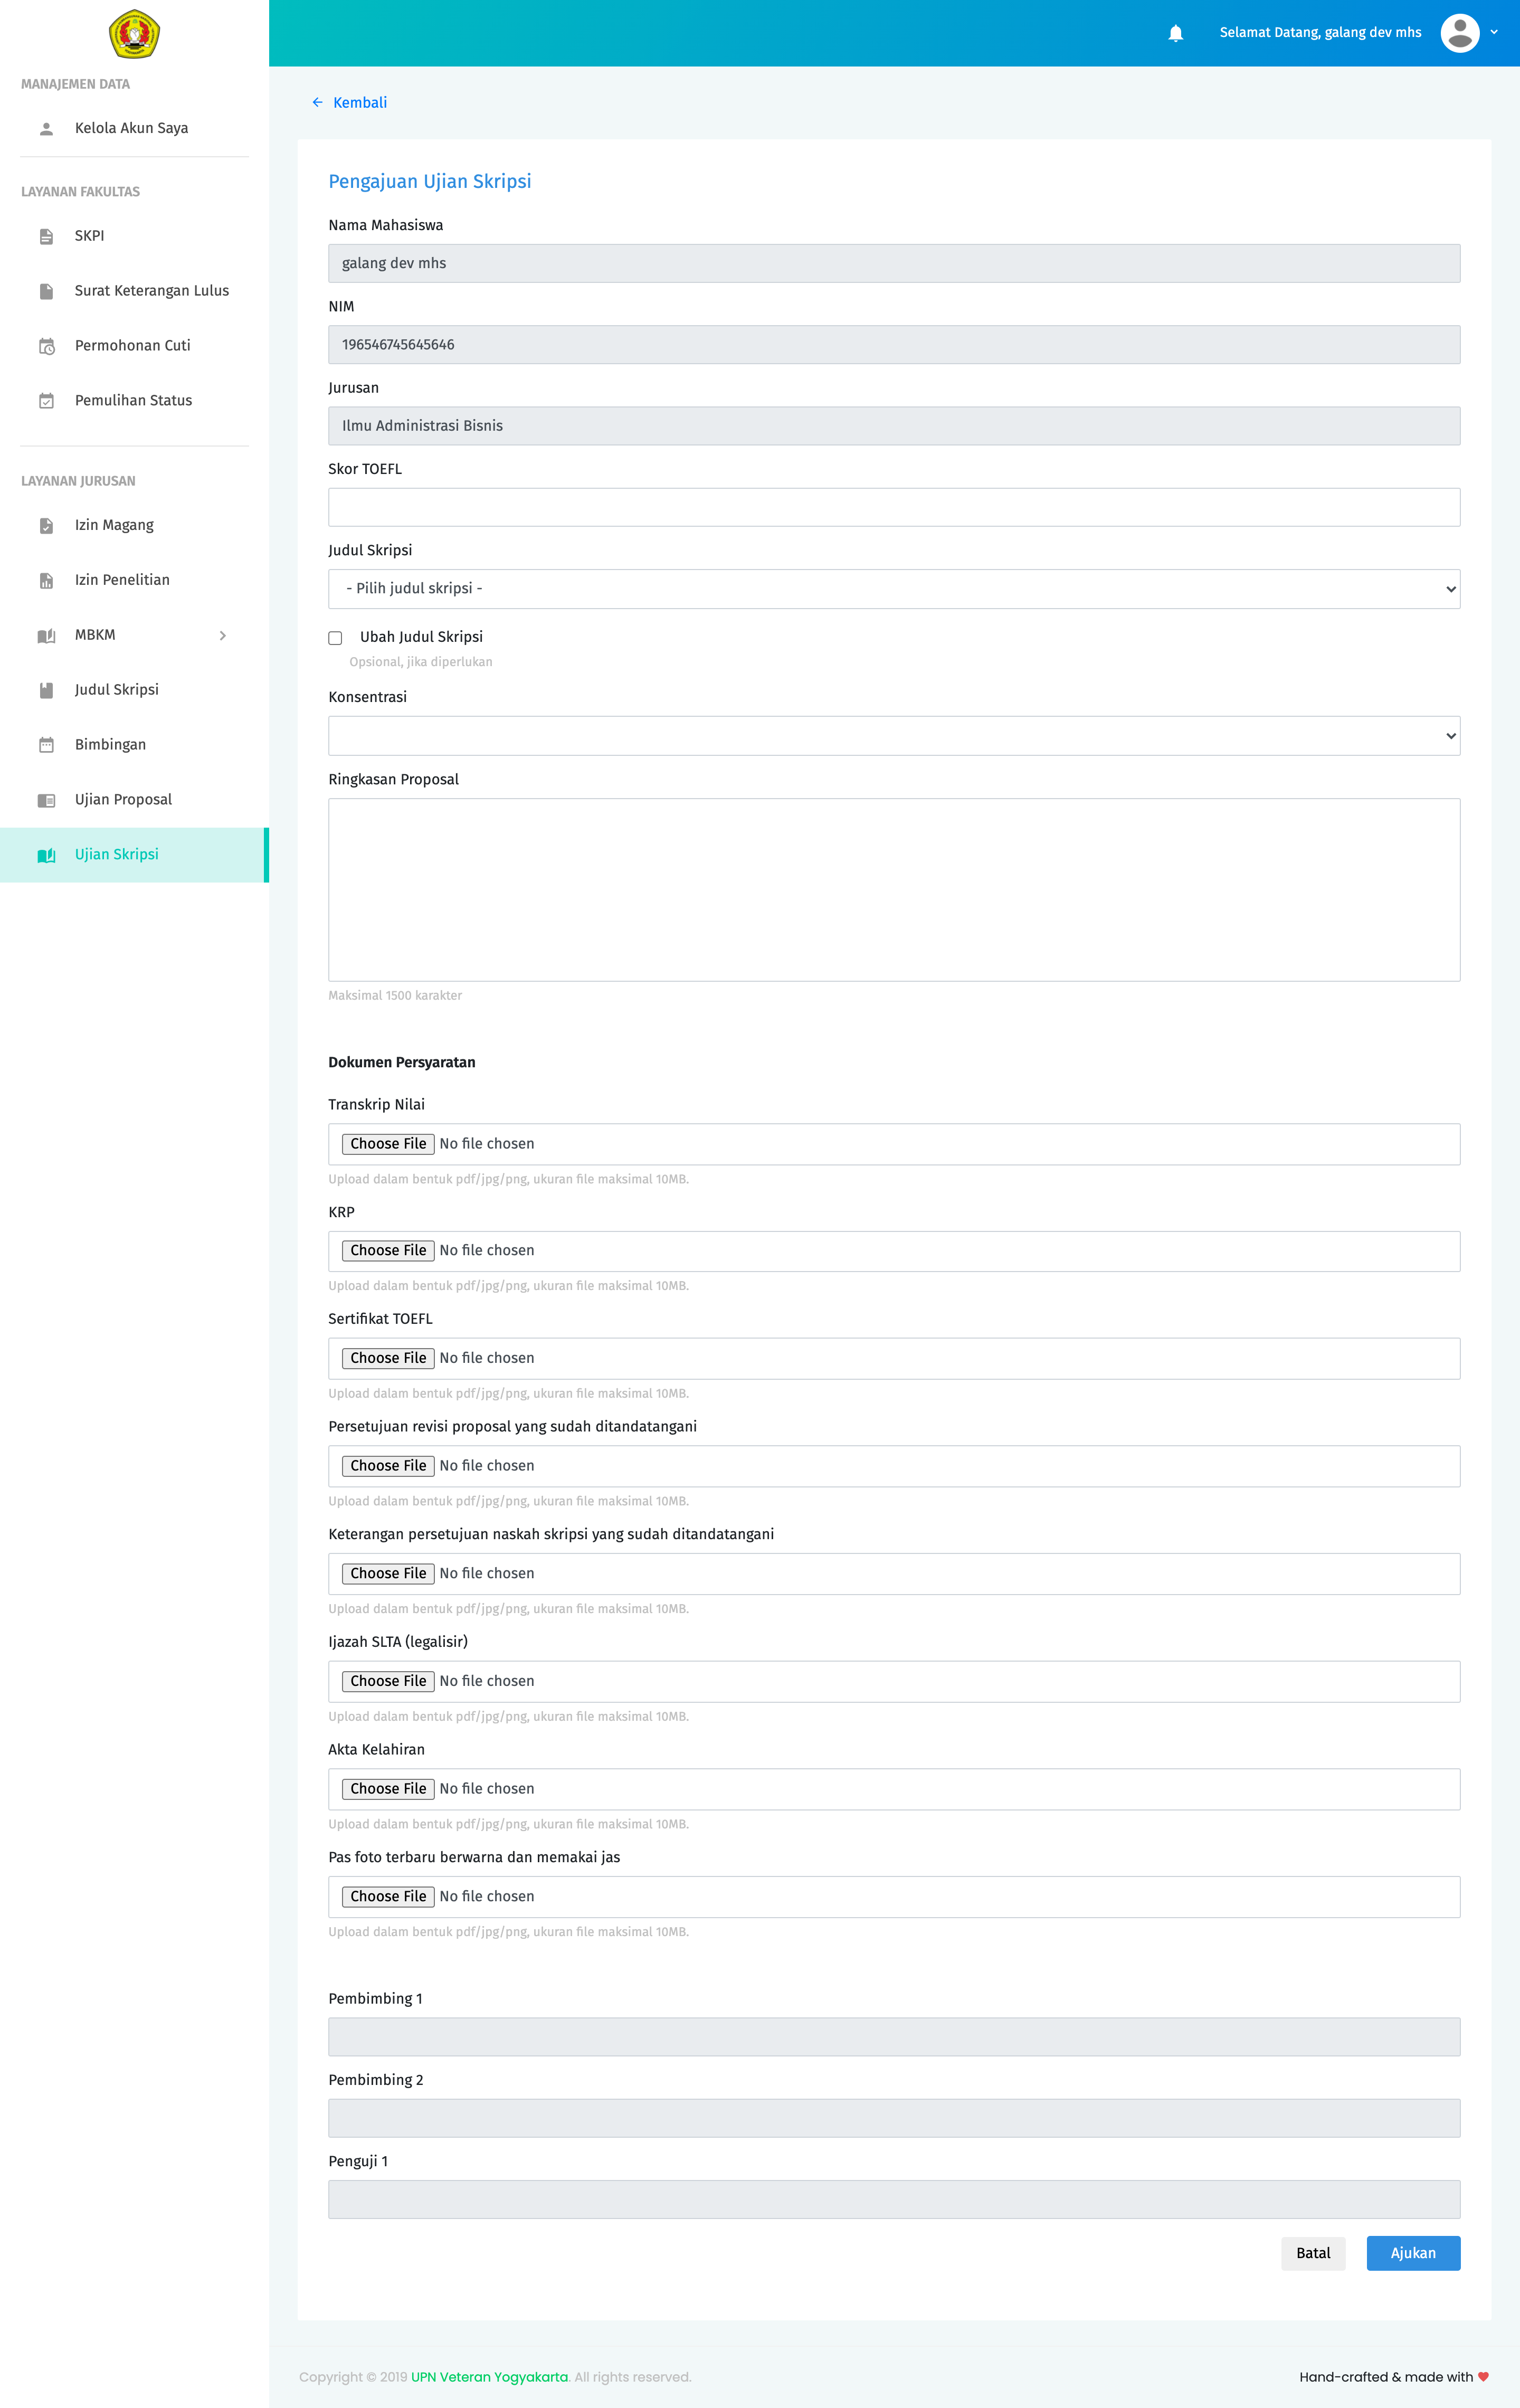 MANAJEMEN DATA
Kelola Akun Saya
LAYANAN FAKULTAS
SKPI
Surat Keterangan Lulus
Permohonan Cuti
Pemulihan Status
LAYANAN JURUSAN
Izin Magang
Izin Penelitian
MBKM
Judul Skripsi
Bimbingan
Ujian Proposal
Ujian Skripsi
Selamat Datang, galang dev mhs
Kembali
Pengajuan Ujian Skripsi
Nama Mahasiswa
galang dev mhs
NIM
196546745645646
Jurusan
Ilmu Administrasi Bisnis
Skor TOEFL
Judul Skripsi
- Pilih judul skripsi -
Ubah Judul Skripsi
Opsional, jika diperlukan
Konsentrasi
Ringkasan Proposal
Maksimal 1500 karakter
Dokumen Persyaratan
Transkrip Nilai
Choose File No file chosen
Upload dalam bentuk pdf/jpg/png, ukuran file maksimal 10MB.
KRP
Choose File No file chosen
Upload dalam bentuk pdf/jpg/png, ukuran file maksimal 10MB.
Sertifikat TOEFL
Choose File No file chosen
Upload dalam bentuk pdf/jpg/png, ukuran file maksimal 10MB.
Persetujuan revisi proposal yang sudah ditandatangani
Choose File No file chosen
Upload dalam bentuk pdf/jpg/png, ukuran file maksimal 10MB.
Keterangan persetujuan naskah skripsi yang sudah ditandatangani
Choose File No file chosen
Upload dalam bentuk pdf/jpg/png, ukuran file maksimal 10MB.
Ijazah SLTA (legalisir)
Choose File No file chosen
Upload dalam bentuk pdf/jpg/png, ukuran file maksimal 10MB.
Akta Kelahiran
Choose File No file chosen
Upload dalam bentuk pdf/jpg/png, ukuran file maksimal 10MB.
Pas foto terbaru berwarna dan memakai jas
Choose File No file chosen
Upload dalam bentuk pdf/jpg/png, ukuran file maksimal 10MB.
Pembimbing 1
Pembimbing 2
Penguji 1
Batal Ajukan
Copyright © 2019 UPN Veteran Yogyakarta. All rights reserved.
Hand-crafted & made with